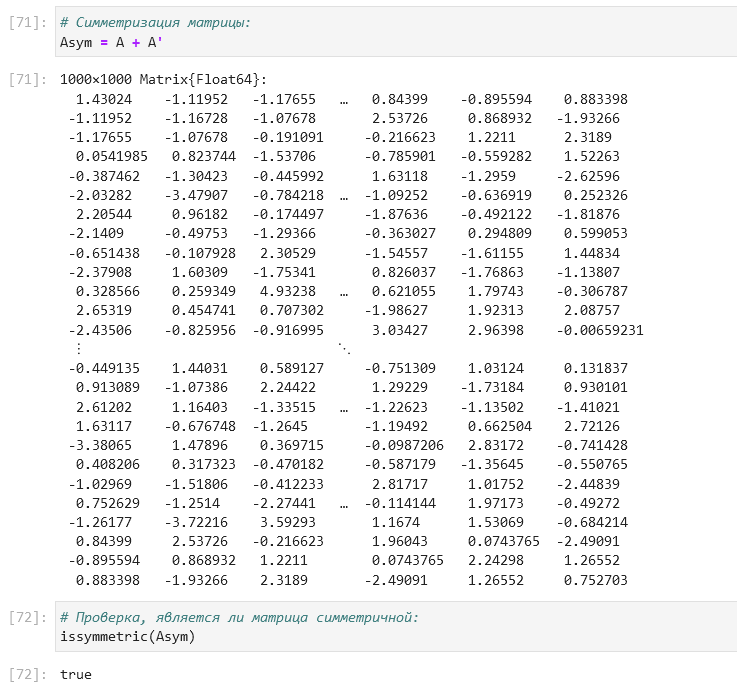 [71]: # Симметризация матрицы:
Asym = A + A'
[71]: 1000×1000 Matrix{Float64}:
1.43024 -1.11952 -1.17655 … 0.84399 -0.895594 0.883398
-1.11952 -1.16728 -1.07678 2.53726 0.868932 -1.93266
-1.17655 -1.07678 -0.191091 -0.216623 1.2211 2.3189
0.0541985 0.823744 -1.53706 -0.785901 -0.559282 1.52263
-0.387462 -1.30423 -0.445992 1.63118 -1.2959 -2.62596
-2.03282 -3.47907 -0.784218 … -1.09252 -0.636919 0.252326
2.20544 0.96182 -0.174497 -1.87636 -0.492122 -1.81876
-2.1409 -0.49753 -1.29366 -0.363027 0.294809 0.599053
-0.651438 -0.107928 2.30529 -1.54557 -1.61155 1.44834
-2.37908 1.60309 -1.75341 0.826037 -1.76863 -1.13807
0.328566 0.259349 4.93238 … 0.621055 1.79743 -0.306787
2.65319 0.454741 0.707302 -1.98627 1.92313 2.08757
-2.43506 -0.825956 -0.916995 3.03427 2.96398 -0.00659231
⋮ ⋱
-0.449135 1.44031 0.589127 -0.751309 1.03124 0.131837
0.913089 -1.07386 2.24422 1.29229 -1.73184 0.930101
2.61202 1.16403 -1.33515 … -1.22623 -1.13502 -1.41021
1.63117 -0.676748 -1.2645 -1.19492 0.662504 2.72126
-3.38065 1.47896 0.369715 -0.0987206 2.83172 -0.741428
0.408206 0.317323 -0.470182 -0.587179 -1.35645 -0.550765
-1.02969 -1.51806 -0.412233 2.81717 1.01752 -2.44839
0.752629 -1.2514 -2.27441 … -0.114144 1.97173 -0.49272
-1.26177 -3.72216 3.59293 1.1674 1.53069 -0.684214
0.84399 2.53726 -0.216623 1.96043 0.0743765 -2.49091
-0.895594 0.868932 1.2211 0.0743765 2.24298 1.26552
0.883398 -1.93266 2.3189 -2.49091 1.26552 0.752703
[72]: # Проверка, является ли матрица симметричной:
issymmetric(Asym)
[72]: true